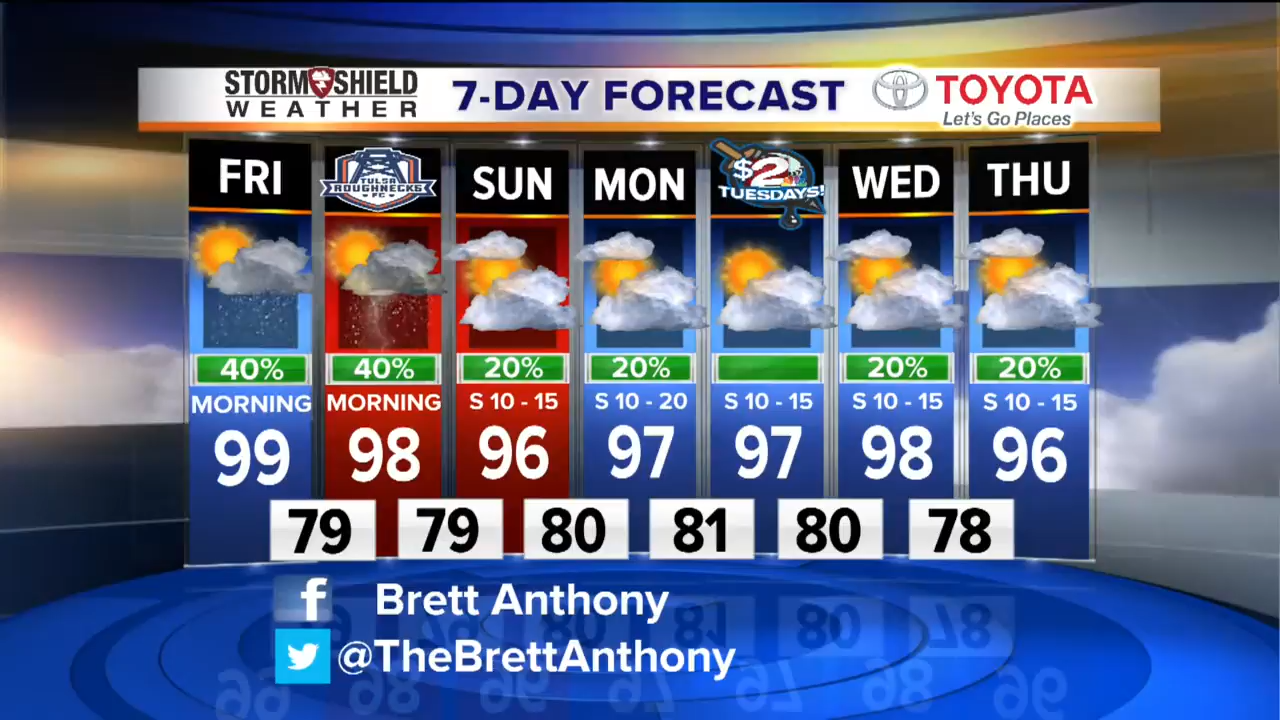 STORM SHIELD
WEATHER
7-DAY FORECAST
TOYOTA
Let's Go Places
FRI
TULSA
ROUGHNECKS
FC
SUN
MON
$2
TUESDAYS!
WED
THU
40% 40% 20% 20% 20% 20%
MORNING MORNING S 10 - 15 S 10 - 20 S 10 - 15 S 10 - 15 S 10 - 15
99 98 96 97 97 98 96
79 79 80 81 80 78
f Brett Anthony
@TheBrettAnthony